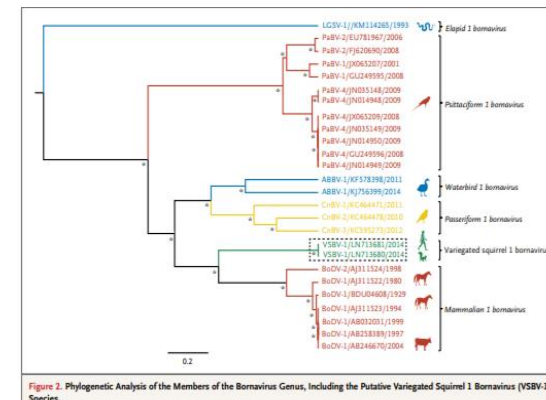 LGSV-1//KM114265/1993
Elapid 1 bornavirus
PaBV-2/EU781967/2006
PaBV-2/FJ620690/2008
PaBV-1/JX065207/2001
PaBV-1/GU249595/2008
PaBV-4/JN035148/2009
PaBV-4/JN014948/2009
Psittaciform 1 bornavirus
PaBV-4/JX065209/2008
PaBV-4/JN035149/2009
PaBV-4/JN014950/2009
PaBV-4/GU249596/2008
PaBV-4/JN014949/2009
ABBV-1/KF578398/2011
ABBV-1/KJ756399/2014
Waterbird 1 bornavirus
CnBV-1/KC464471/2011
CnBV-2/KC464478/2010
CnBV-3/KC595273/2012
Passeriform 1 bornavirus
VSBV-1/LN713681/2014
VSBV-1/LN713680/2014
Variegated squirrel 1 bornavirus
BoDV-2/AJ311524/1998
BoDV-1/AJ311522/1980
BoDV-1/BDU04608/1929
BoDV-1/AJ311523/1994
Mammalian 1 bornavirus
BoDV-1/AB032031/1999
BoDV-1/AB258389/1997
BoDV-1/AB246670/2004
0.2
Figure 2. Phylogenetic Analysis of the Members of the Bornavirus Genus, Including the Putative Variegated Squirrel 1 Bornavirus (VSBV-1)
Species